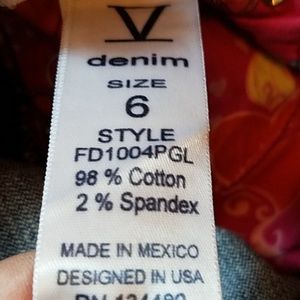 V
denim
SIZE
6
STYLE
FD1004PGL
98 % Cotton
2 % Spandex
MADE IN MEXICO
DESIGNED IN USA